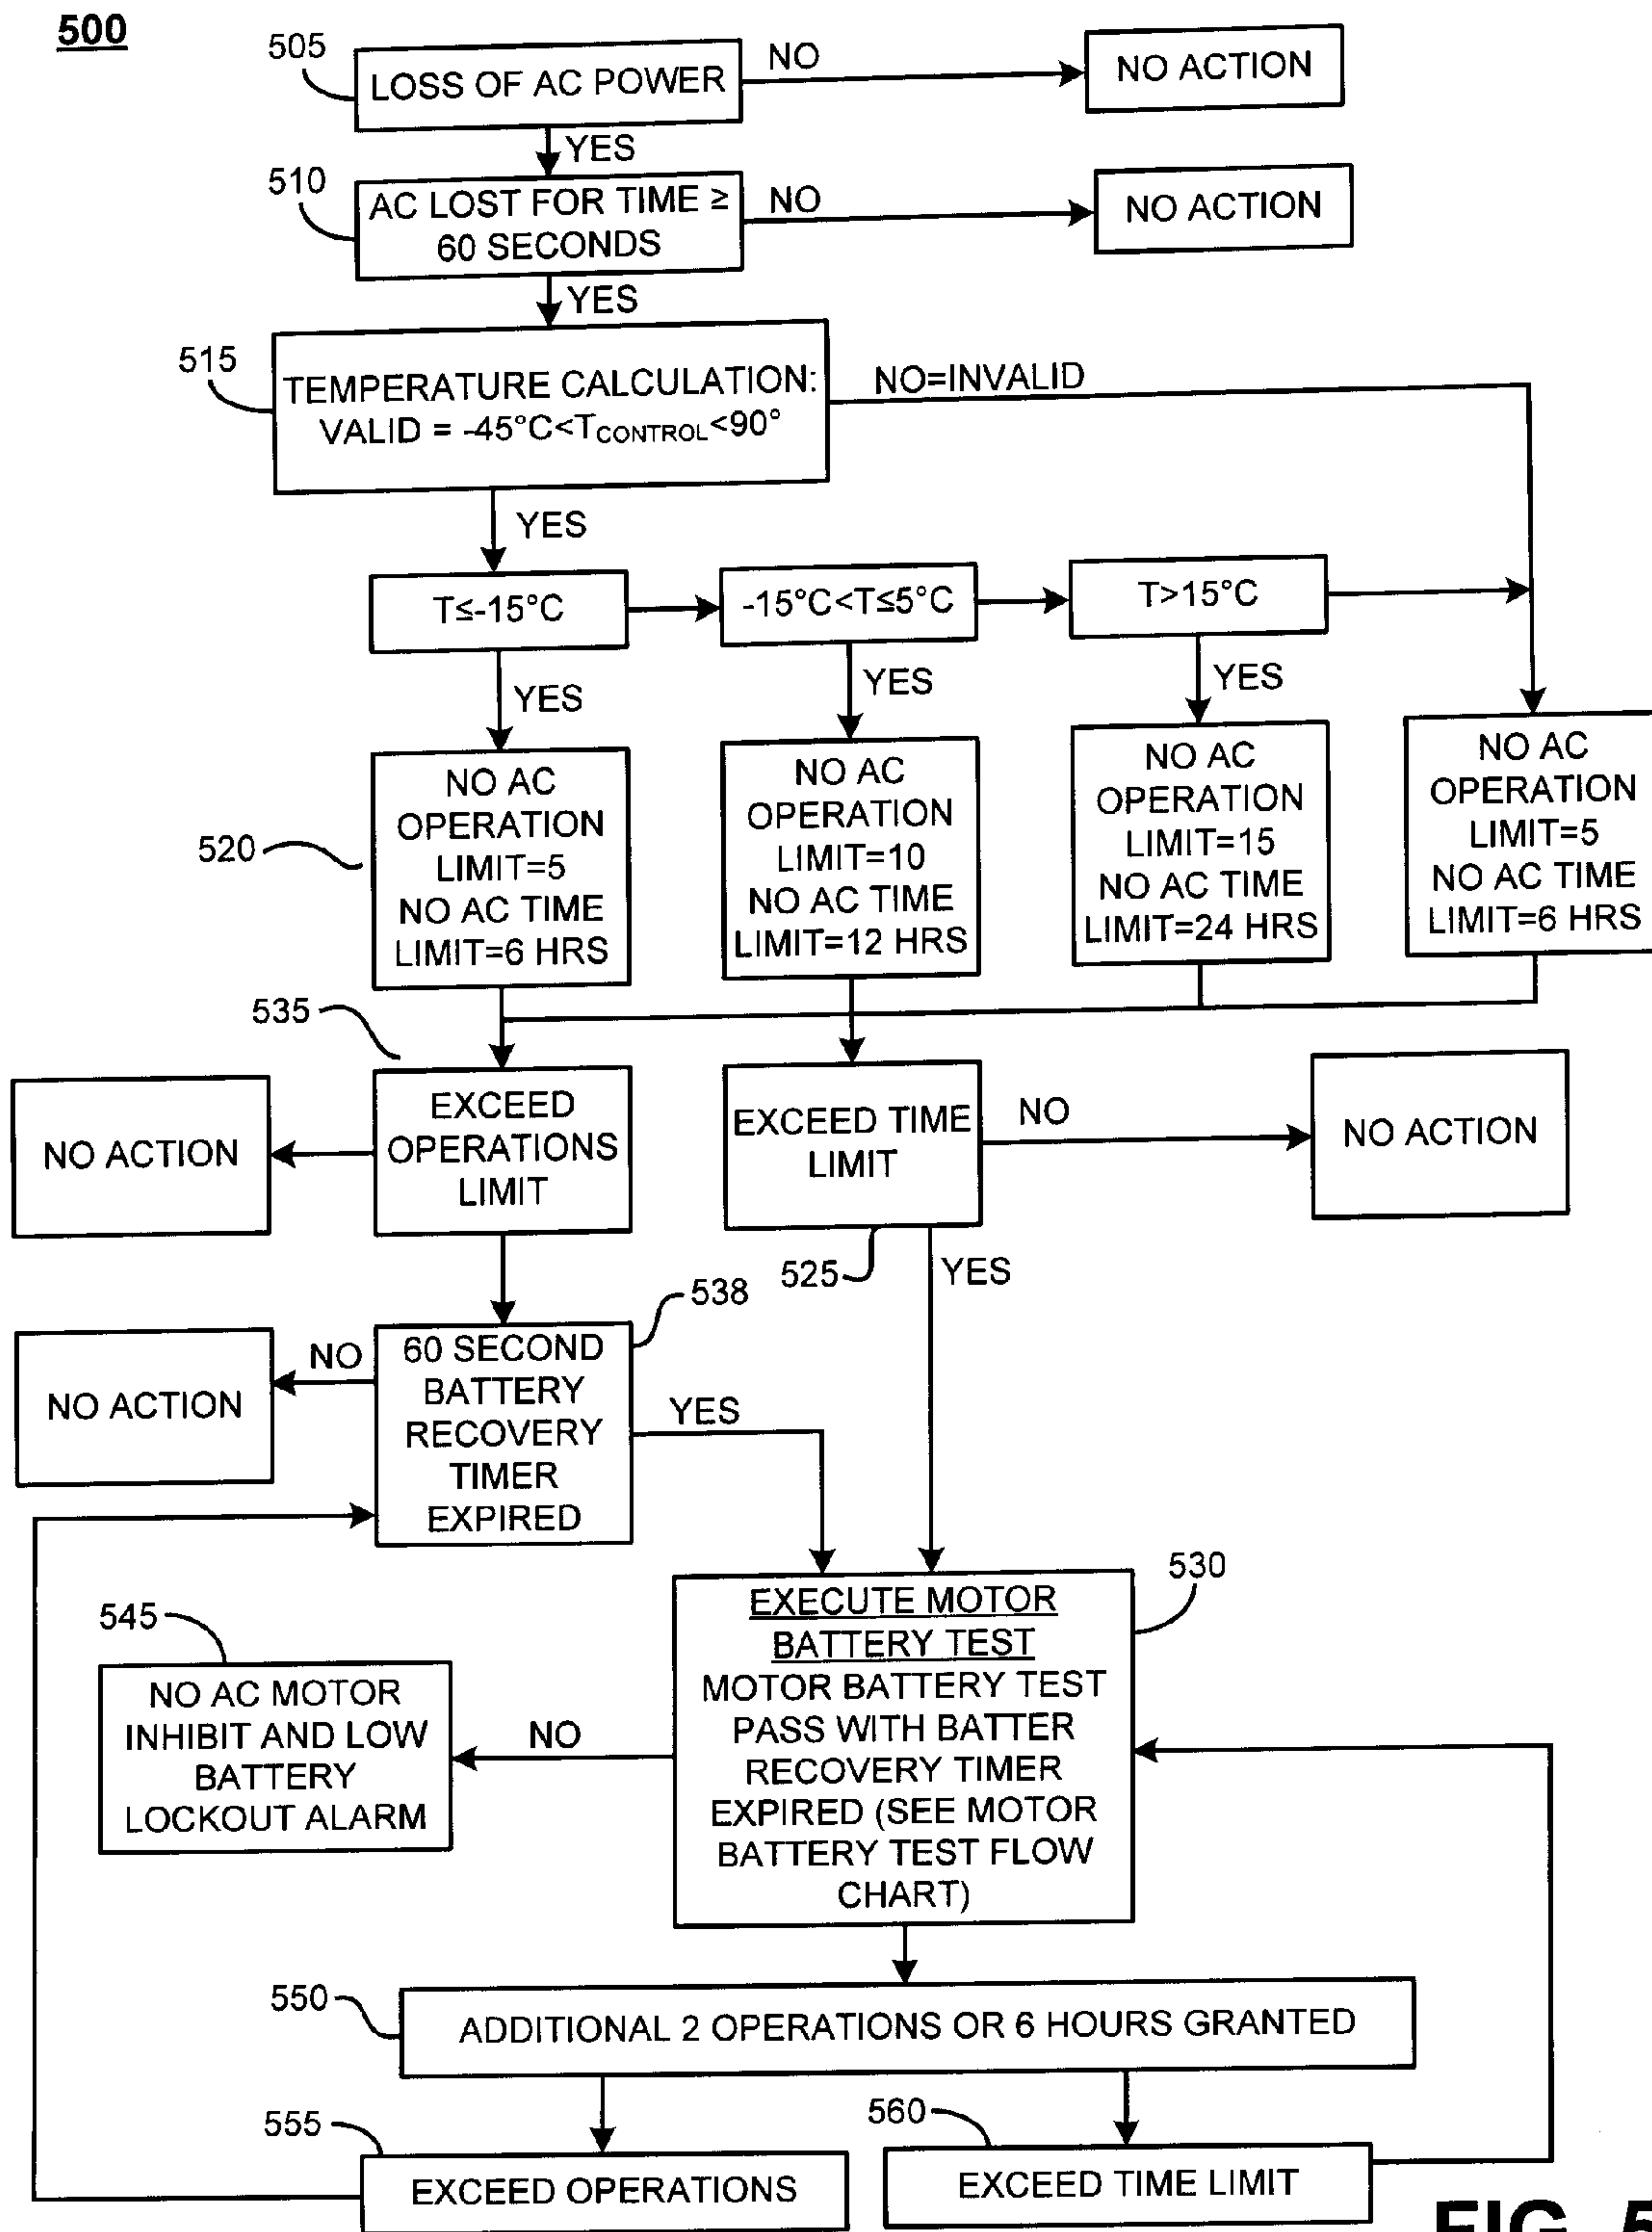 500
505
LOSS OF AC POWER
NO
NO ACTION
YES
510
AC LOST FOR TIME ≥
60 SECONDS
NO
NO ACTION
YES
515
TEMPERATURE CALCULATION:
VALID = -45°C<TCONTROL<90°
NO=INVALID
YES
T≤-15°C
-15°C<T≤5°C
T>15°C
YES
YES
YES
520
NO AC
OPERATION
LIMIT=5
NO AC TIME
LIMIT=6 HRS
NO AC
OPERATION
LIMIT=10
NO AC TIME
LIMIT=12 HRS
NO AC
OPERATION
LIMIT=15
NO AC TIME
LIMIT=24 HRS
NO AC
OPERATION
LIMIT=5
NO AC TIME
LIMIT=6 HRS
535
NO ACTION
EXCEED
OPERATIONS
LIMIT
EXCEED TIME
LIMIT
NO
NO ACTION
525
YES
538
NO ACTION
NO
60 SECOND
BATTERY
RECOVERY
TIMER
EXPIRED
YES
530
EXECUTE MOTOR
BATTERY TEST
MOTOR BATTERY TEST
PASS WITH BATTER
RECOVERY TIMER
EXPIRED (SEE MOTOR
BATTERY TEST FLOW
CHART)
545
NO AC MOTOR
INHIBIT AND LOW
BATTERY
LOCKOUT ALARM
NO
550
ADDITIONAL 2 OPERATIONS OR 6 HOURS GRANTED
555
EXCEED OPERATIONS
560
EXCEED TIME LIMIT
FIG. 5